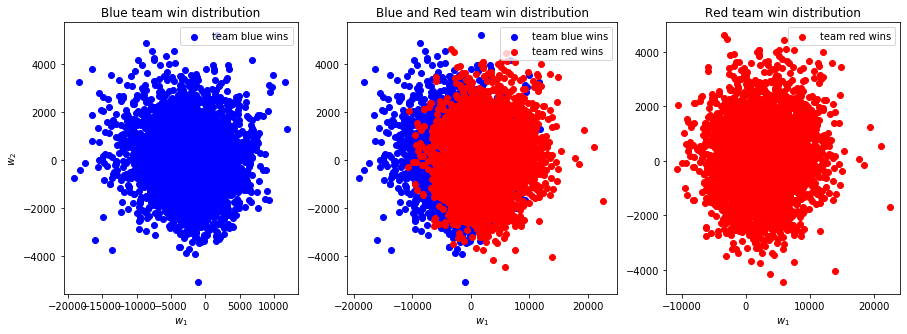 Blue team win distribution
team blue wins
4000
2000
0
−2000
−4000
w2
−20000
−15000
−10000
−5000
0
5000
10000
w1
Blue and Red team win distribution
team blue wins
team red wins
4000
2000
0
−2000
−4000
−10000
0
10000
20000
w1
Red team win distribution
team red wins
4000
2000
0
−2000
−4000
−10000
0
10000
20000
w1